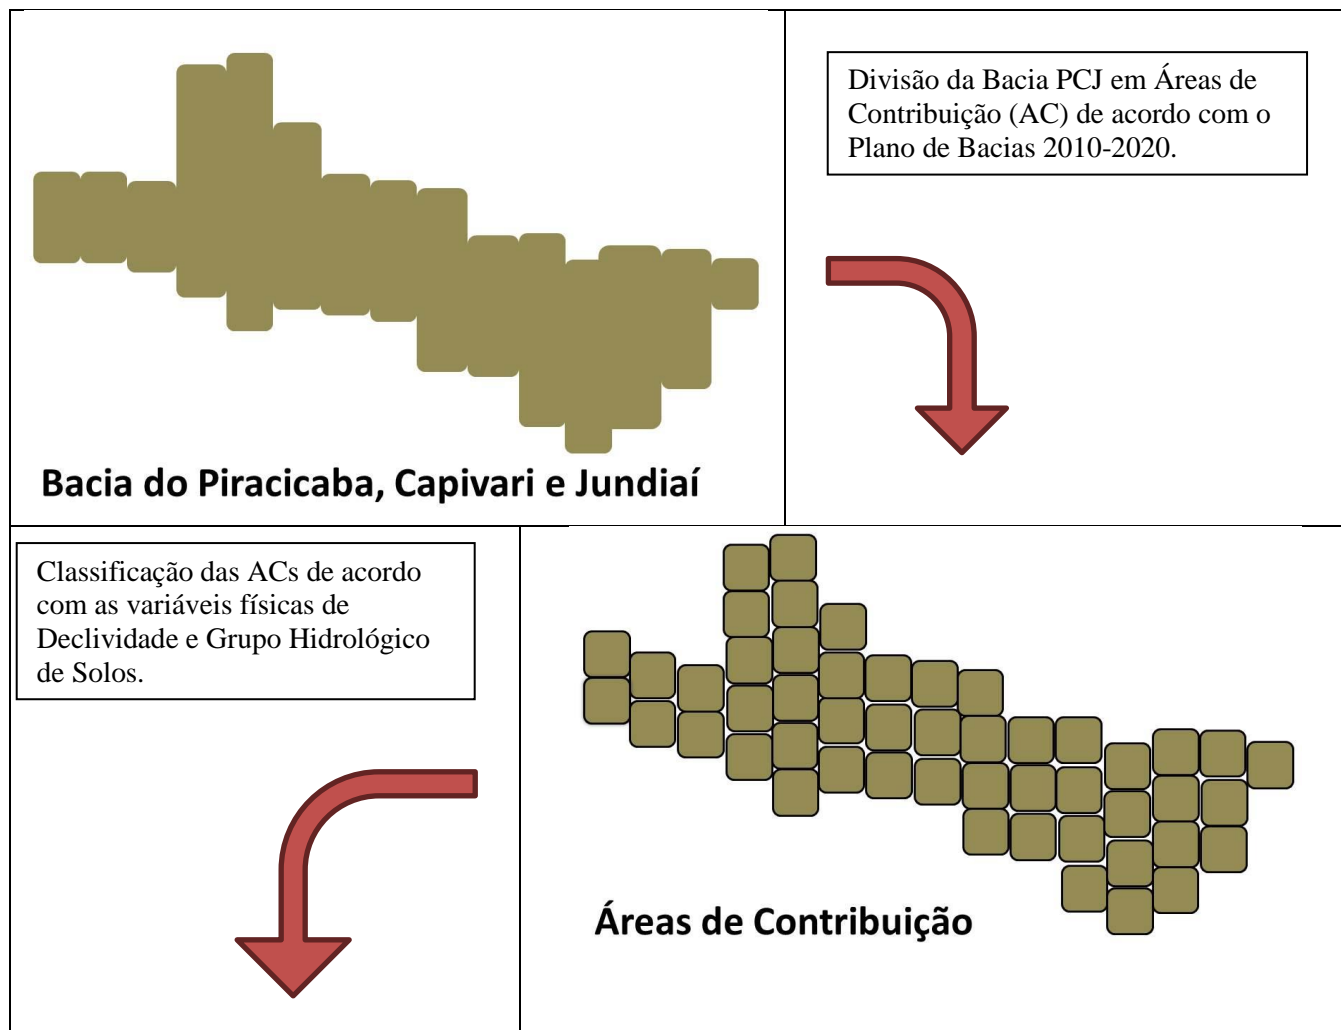 Divisão da Bacia PCJ em Áreas de
Contribuição (AC) de acordo com o
Plano de Bacias 2010-2020.
Bacia do Piracicaba, Capivari e Jundiaí
Classificação das ACs de acordo
com as variáveis físicas de
Declividade e Grupo Hidrológico
de Solos.
Áreas de Contribuição